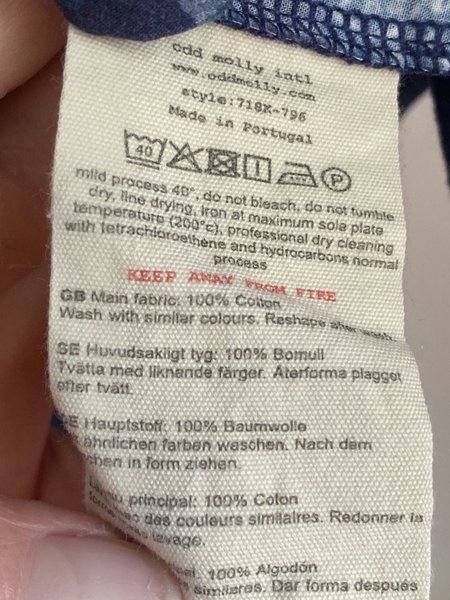 odd molly intl
www.oddmolly.com
style:718K-796
Made in Portugal
40 P
mild process 40°, do not bleach, do not tumble
dry, line drying, Iron at maximum sole plate
temperature (200°c), professional dry cleaning
with tetrachloroethene and hydrocarbons normal
process
KEEP AWAY FROM FIRE
GB Main fabric: 100% Cotton
Wash with similar colours. Reshape after wash.
SE Huvudsakligt tyg: 100% Bomull
Tvätta med liknande färger. Återforma plagget
efter tvätt.
Hauptstoff: 100% Baumwolle
ähnlichen farben waschen. Nach dem
in form ziehen.
principal: 100% Coton
des couleurs similaires. Redonner la
lavage.
100% Algodón
similares. Dar forma después